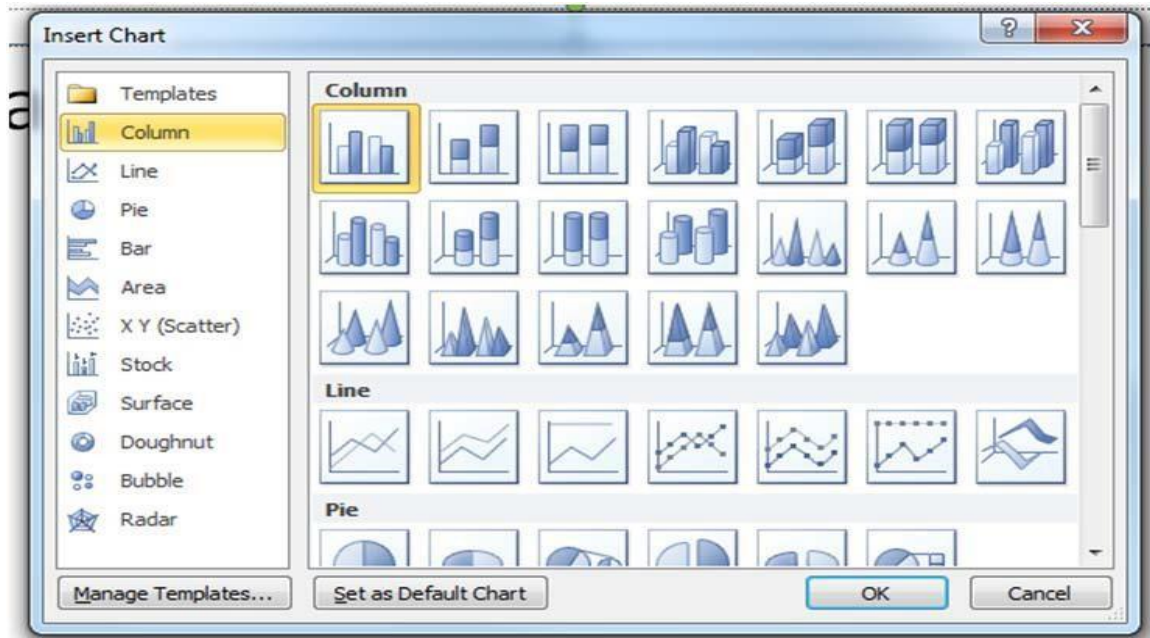 Insert Chart
Templates
Column
Line
Pie
Bar
Area
X Y (Scatter)
Stock
Surface
Doughnut
Bubble
Radar
Column
Line
Pie
Manage Templates...
Set as Default Chart
OK
Cancel